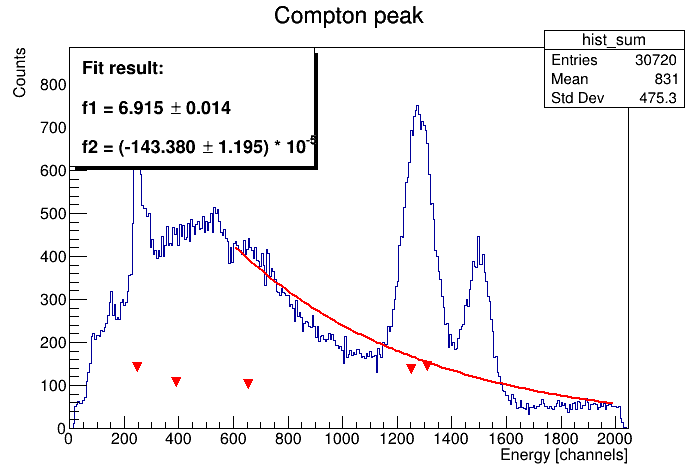 Compton peak
hist_sum
Entries 30720
Mean 831
Std Dev 475.3
Fit result:
f1 = 6.915 ± 0.014
f2 = (-143.380 ± 1.195) * 10^-5
Counts
800
700
600
500
400
300
200
100
0
0 200 400 600 800 1000 1200 1400 1600 1800 2000
Energy [channels]